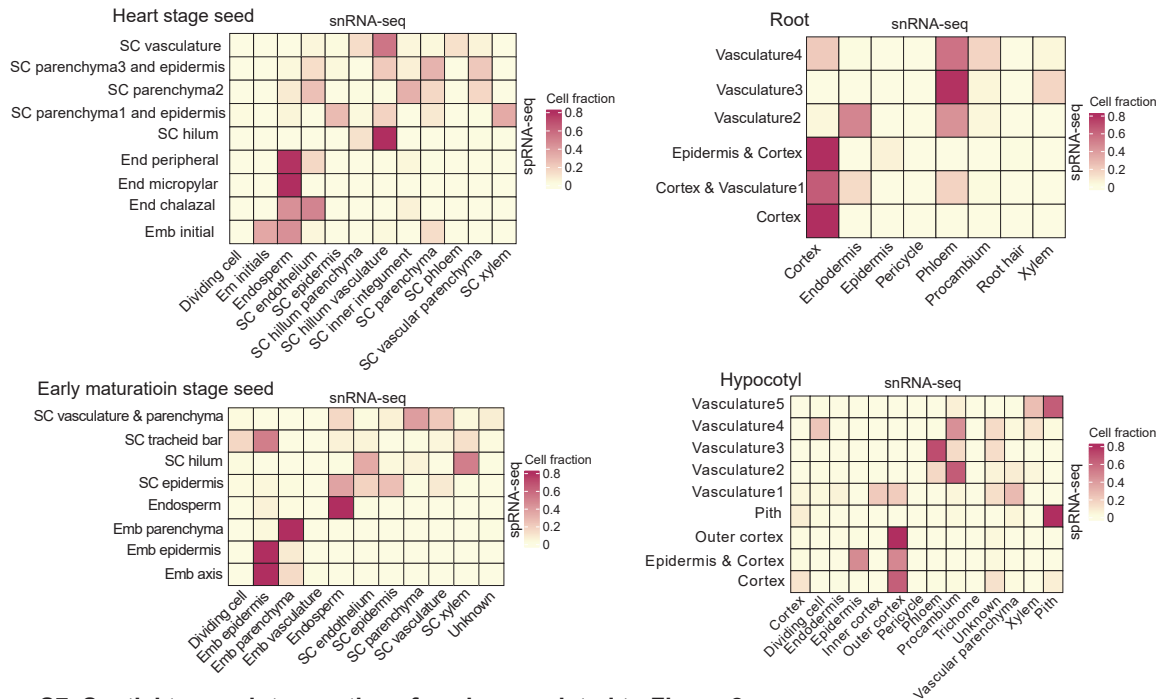 Heart stage seed
snRNA-seq
SC vasculature
SC parenchyma3 and epidermis
SC parenchyma2
SC parenchyma1 and epidermis
SC hilum
End peripheral
End micropylar
End chalazal
Emb initial
Dividing cell
Em initials
Endosperm
SC endothelium
SC epidermis
SC hillum parenchyma
SC hillum vasculature
SC inner integument
SC parenchyma
SC phloem
SC vascular parenchyma
SC xylem
spRNA-seq
Cell fraction
0.8
0.6
0.4
0.2
0
Root
snRNA-seq
Vasculature4
Vasculature3
Vasculature2
Epidermis & Cortex
Cortex & Vasculature1
Cortex
Cortex
Endodermis
Epidermis
Pericycle
Phloem
Procambium
Root hair
Xylem
spRNA-seq
Cell fraction
0.8
0.6
0.4
0.2
0
Early maturatioin stage seed
snRNA-seq
SC vasculature & parenchyma
SC tracheid bar
SC hilum
SC epidermis
Endosperm
Emb parenchyma
Emb epidermis
Emb axis
Dividing cell
Emb epidermis
Emb parenchyma
Emb vasculature
Endosperm
SC endothelium
SC epidermis
SC parenchyma
SC vasculature
SC xylem
Unknown
spRNA-seq
Cell fraction
0.8
0.6
0.4
0.2
0
Hypocotyl
snRNA-seq
Vasculature5
Vasculature4
Vasculature3
Vasculature2
Vasculature1
Pith
Outer cortex
Epidermis & Cortex
Cortex
Cortex
Dividing cell
Endodermis
Epidermis
Inner cortex
Outer cortex
Pericycle
Phloem
Procambium
Trichome
Unknown
Vascular parenchyma
Xylem
Pith
spRNA-seq
Cell fraction
0.8
0.6
0.4
0.2
0